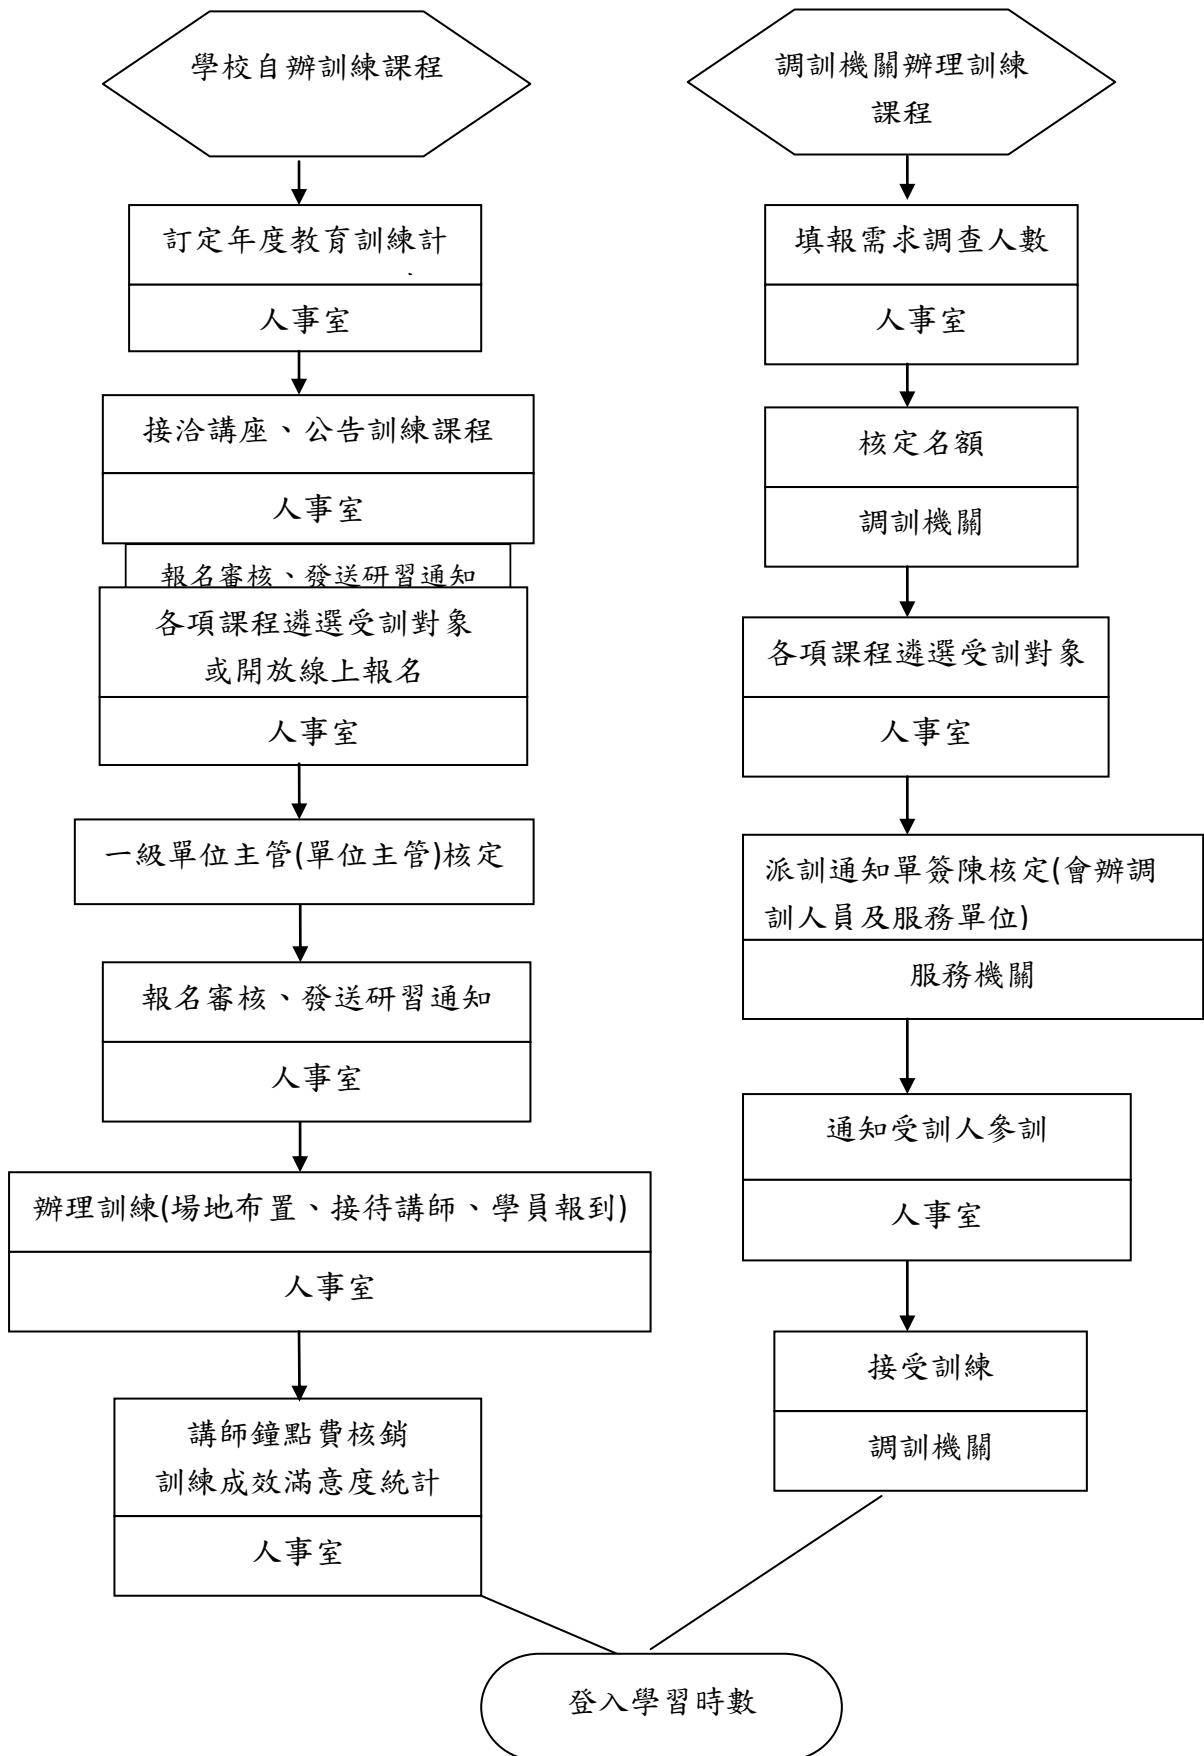 學校自辦訓練課程
訂定年度教育訓練計
人事室
接洽講座、公告訓練課程
人事室
報名審核、發送研習通知
各項課程遴選受訓對象
或開放線上報名
人事室
一級單位主管(單位主管)核定
報名審核、發送研習通知
人事室
辦理訓練(場地布置、接待講師、學員報到)
人事室
講師鐘點費核銷
訓練成效滿意度統計
人事室
調訓機關辦理訓練
課程
填報需求調查人數
人事室
核定名額
調訓機關
各項課程遴選受訓對象
人事室
派訓通知單簽陳核定(會辦調
訓人員及服務單位)
服務機關
通知受訓人參訓
人事室
接受訓練
調訓機關
登入學習時數